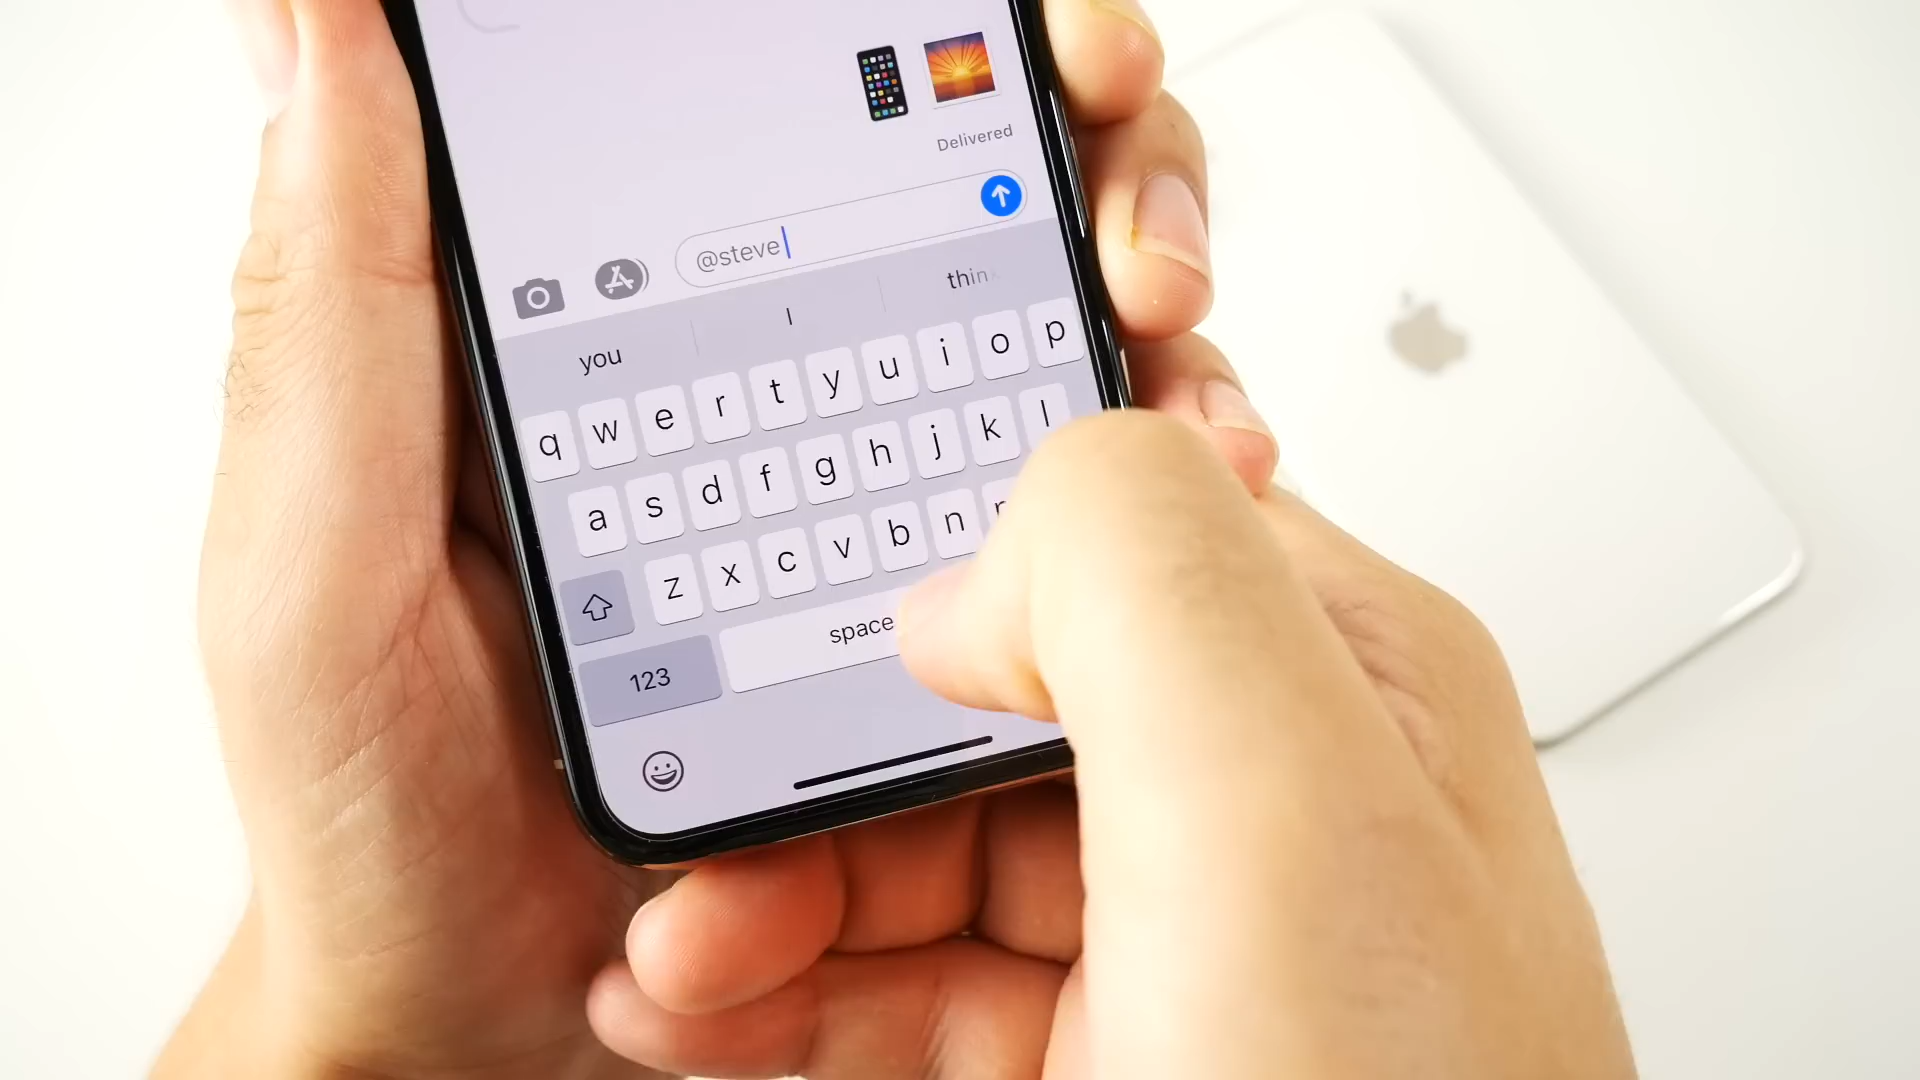 Delivered
@steve
you I thin
q w e r t y u i o p
a s d f g h j k l
z x c v b n
123 space